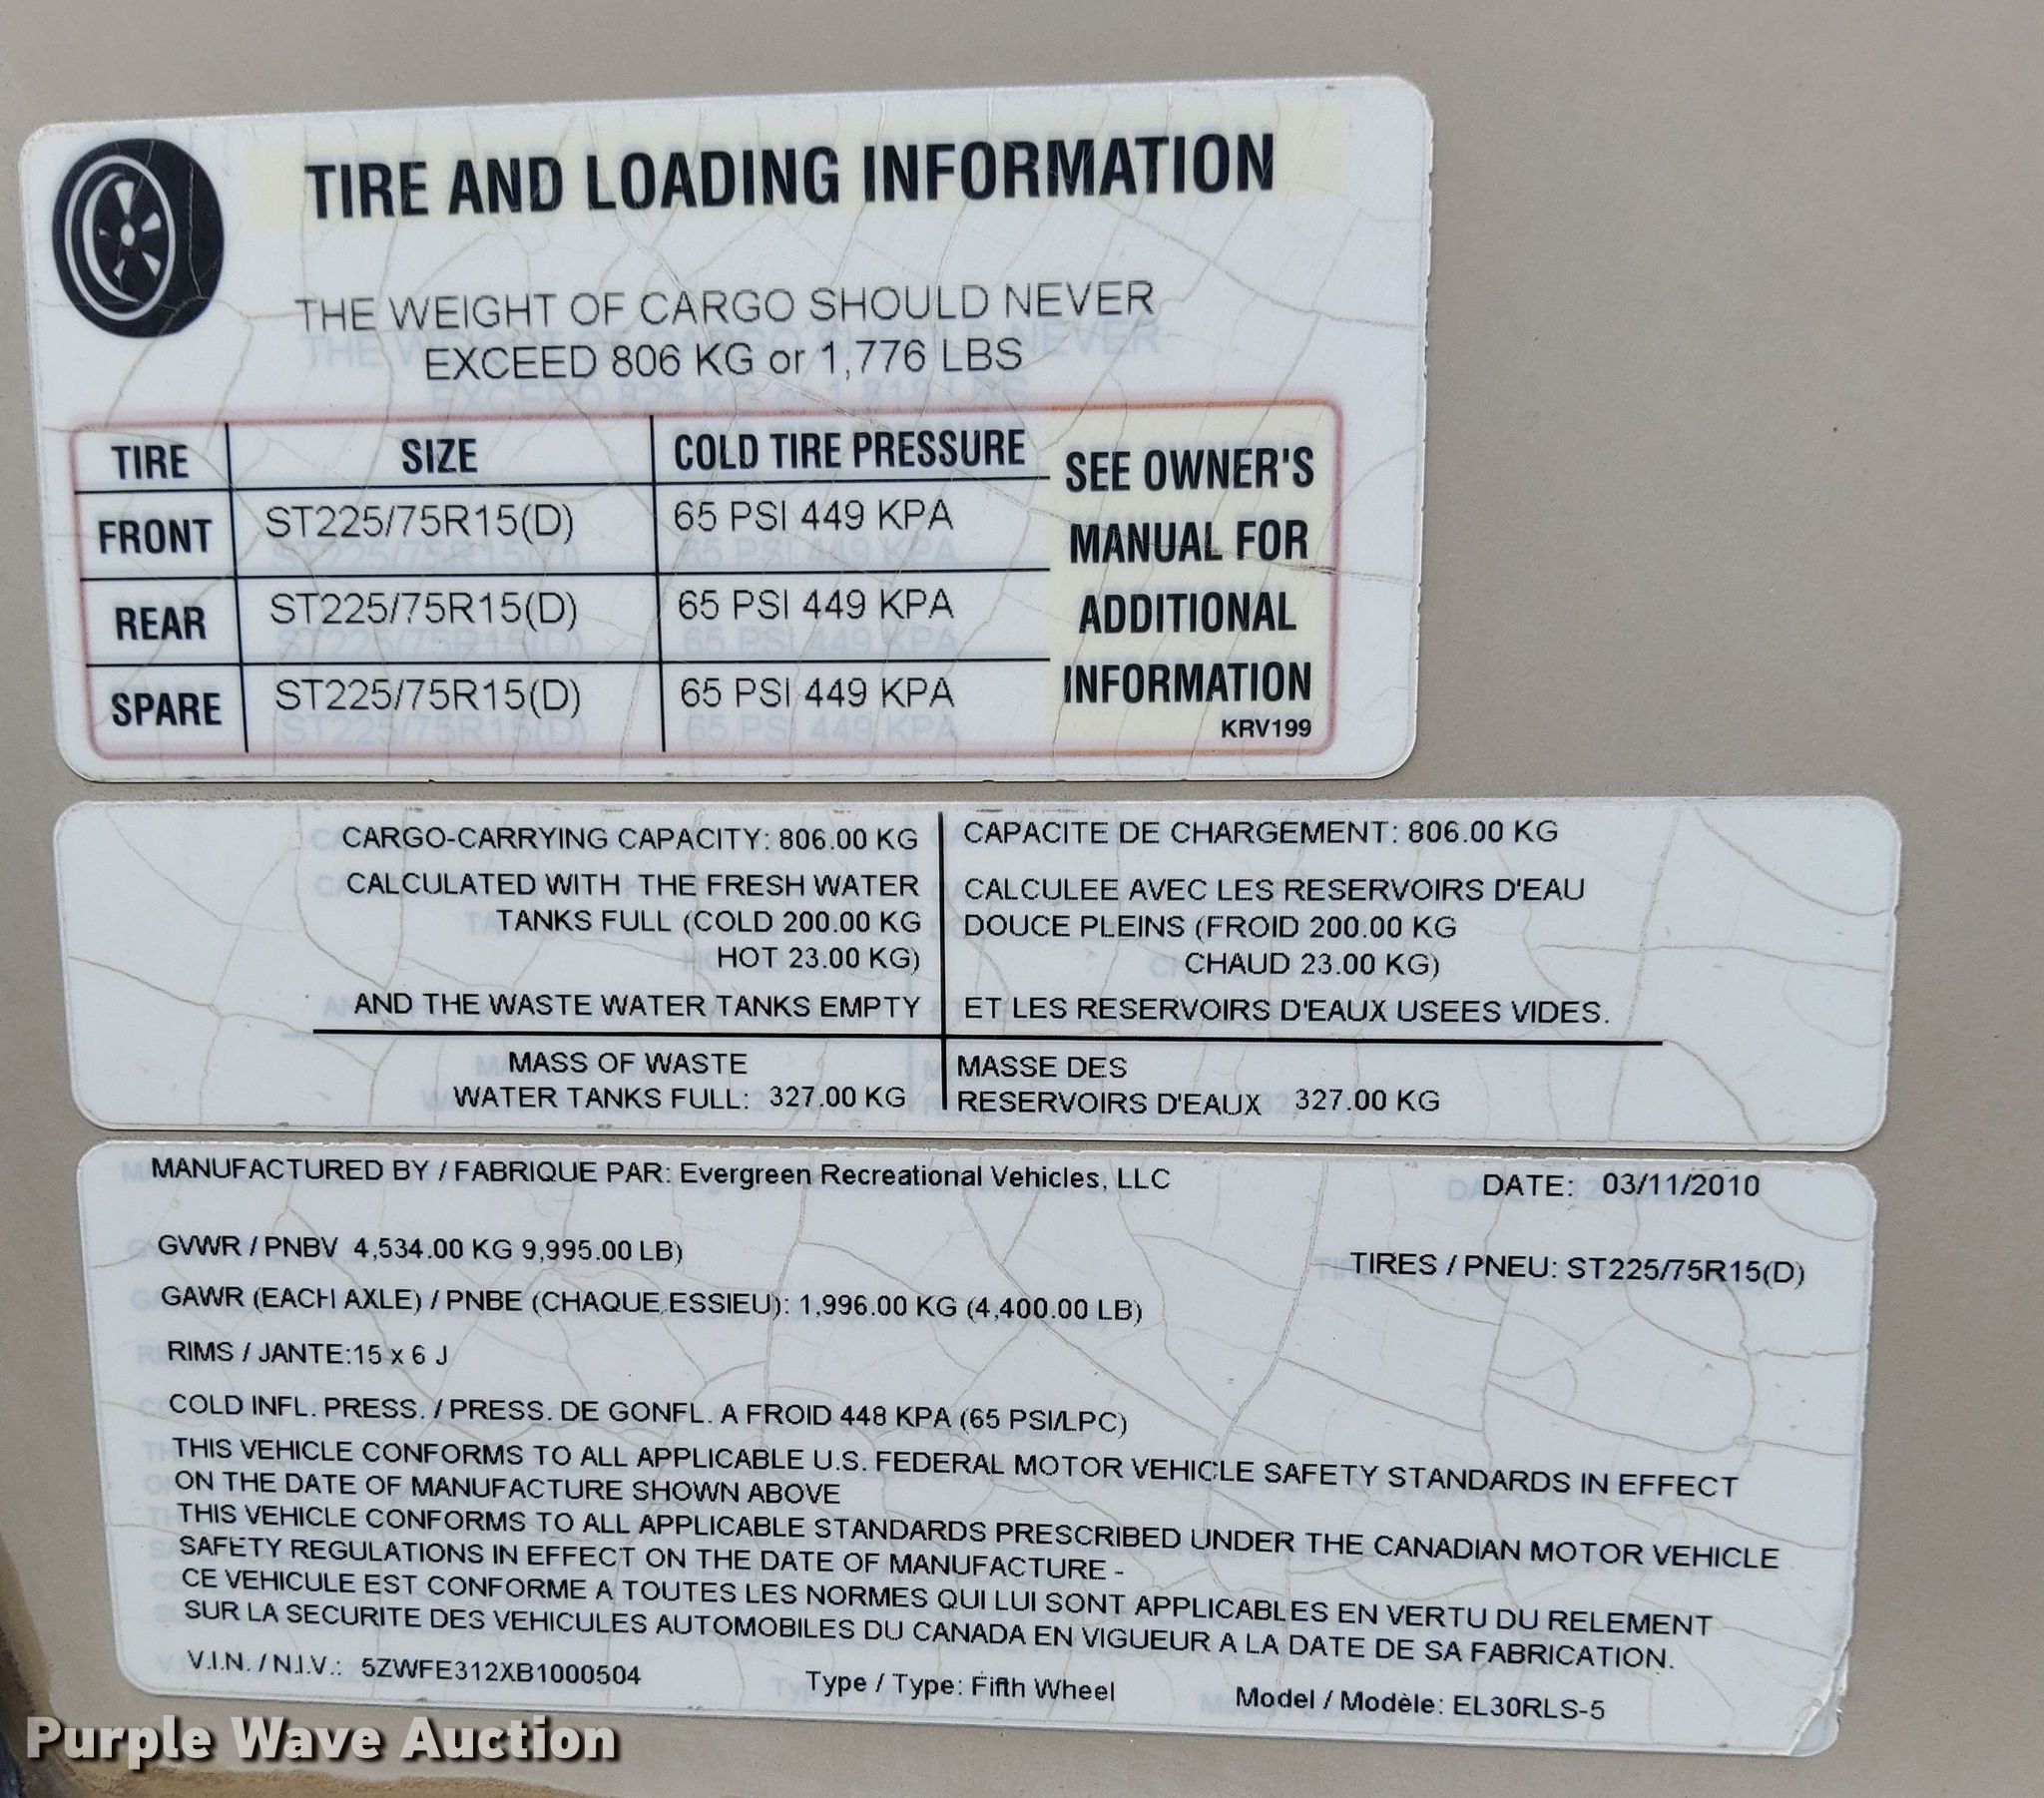 TIRE AND LOADING INFORMATION
THE WEIGHT OF CARGO SHOULD NEVER
EXCEED 806 KG or 1,776 LBS
TIRE SIZE COLD TIRE PRESSURE
FRONT ST225/75R15(D) 65 PSI 449 KPA
REAR ST225/75R15(D) 65 PSI 449 KPA
SPARE ST225/75R15(D) 65 PSI 449 KPA
SEE OWNER'S
MANUAL FOR
ADDITIONAL
INFORMATION
KRV199
CARGO-CARRYING CAPACITY: 806.00 KG
CALCULATED WITH THE FRESH WATER
TANKS FULL (COLD 200.00 KG
HOT 23.00 KG)
AND THE WASTE WATER TANKS EMPTY
MASS OF WASTE
WATER TANKS FULL: 327.00 KG
CAPACITE DE CHARGEMENT: 806.00 KG
CALCULEE AVEC LES RESERVOIRS D'EAU
DOUCE PLEINS (FROID 200.00 KG
CHAUD 23.00 KG)
ET LES RESERVOIRS D'EAUX USEES VIDES.
MASSE DES
RESERVOIRS D'EAUX 327.00 KG
MANUFACTURED BY / FABRIQUE PAR: Evergreen Recreational Vehicles, LLC
DATE: 03/11/2010
GVWR / PNBV 4,534.00 KG 9,995.00 LB)
TIRES / PNEU: ST225/75R15(D)
GAWR (EACH AXLE) / PNBE (CHAQUE ESSIEU): 1,996.00 KG (4,400.00 LB)
RIMS / JANTE:15 x 6 J
COLD INFL. PRESS. / PRESS. DE GONFL. A FROID 448 KPA (65 PSI/LPC)
THIS VEHICLE CONFORMS TO ALL APPLICABLE U.S. FEDERAL MOTOR VEHICLE SAFETY STANDARDS IN EFFECT
ON THE DATE OF MANUFACTURE SHOWN ABOVE
THIS VEHICLE CONFORMS TO ALL APPLICABLE STANDARDS PRESCRIBED UNDER THE CANADIAN MOTOR VEHICLE
SAFETY REGULATIONS IN EFFECT ON THE DATE OF MANUFACTURE -
CE VEHICULE EST CONFORME A TOUTES LES NORMES QUI LUI SONT APPLICABLES EN VERTU DU RELEMENT
SUR LA SECURITE DES VEHICULES AUTOMOBILES DU CANADA EN VIGUEUR A LA DATE DE SA FABRICATION.
V.I.N. / N.I.V.: 5ZWFE312XB1000504
Type / Type: Fifth Wheel
Model / Modèle: EL30RLS-5
Purple Wave Auction